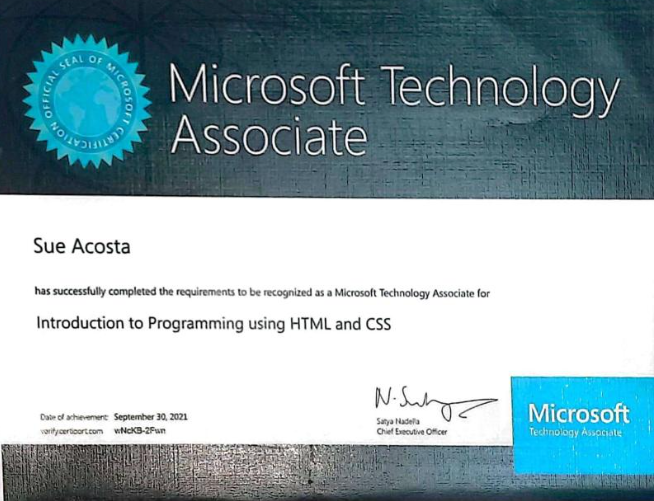 OFFICIAL SEAL OF MICROSOFT CERTIFICATION
Microsoft Technology
Associate
Sue Acosta
has successfully completed the requirements to be recognized as a Microsoft Technology Associate for
Introduction to Programming using HTML and CSS
Date of achievement: September 30, 2021
verify.certiport.com wNcKB-2Fwn
N. Satya
Satya Nadella
Chief Executive Officer
Microsoft
Technology Associate